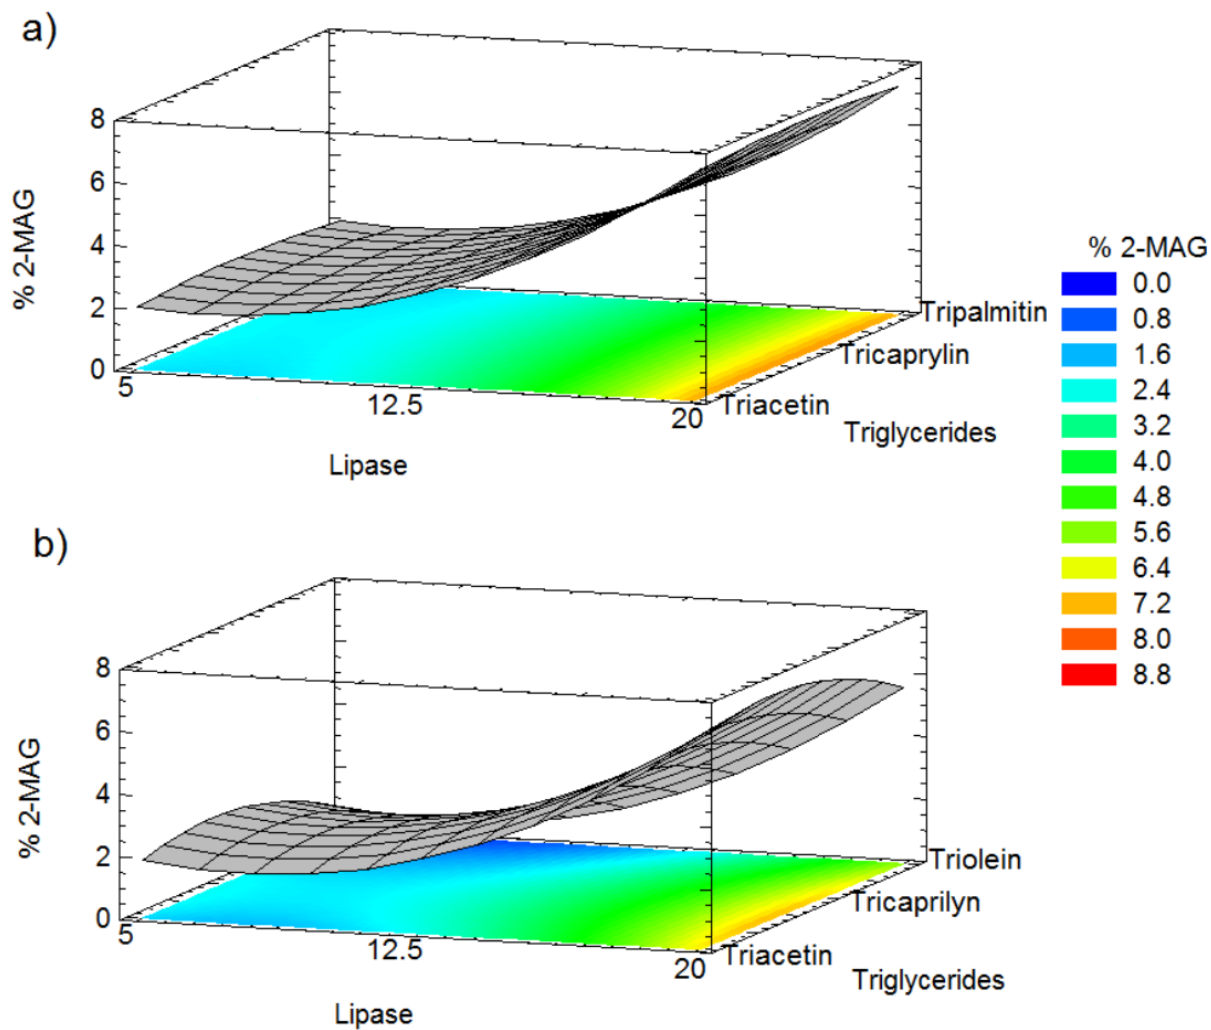 a)
8
6
4
2
0
% 2-MAG
5
12.5
20
Lipase
Triacetin
Tricaprylin
Tripalmitin
Triglycerides
% 2-MAG
0.0
0.8
1.6
2.4
3.2
4.0
4.8
5.6
6.4
7.2
8.0
8.8
b)
8
6
4
2
0
% 2-MAG
5
12.5
20
Lipase
Triacetin
Tricaprilyn
Triolein
Triglycerides